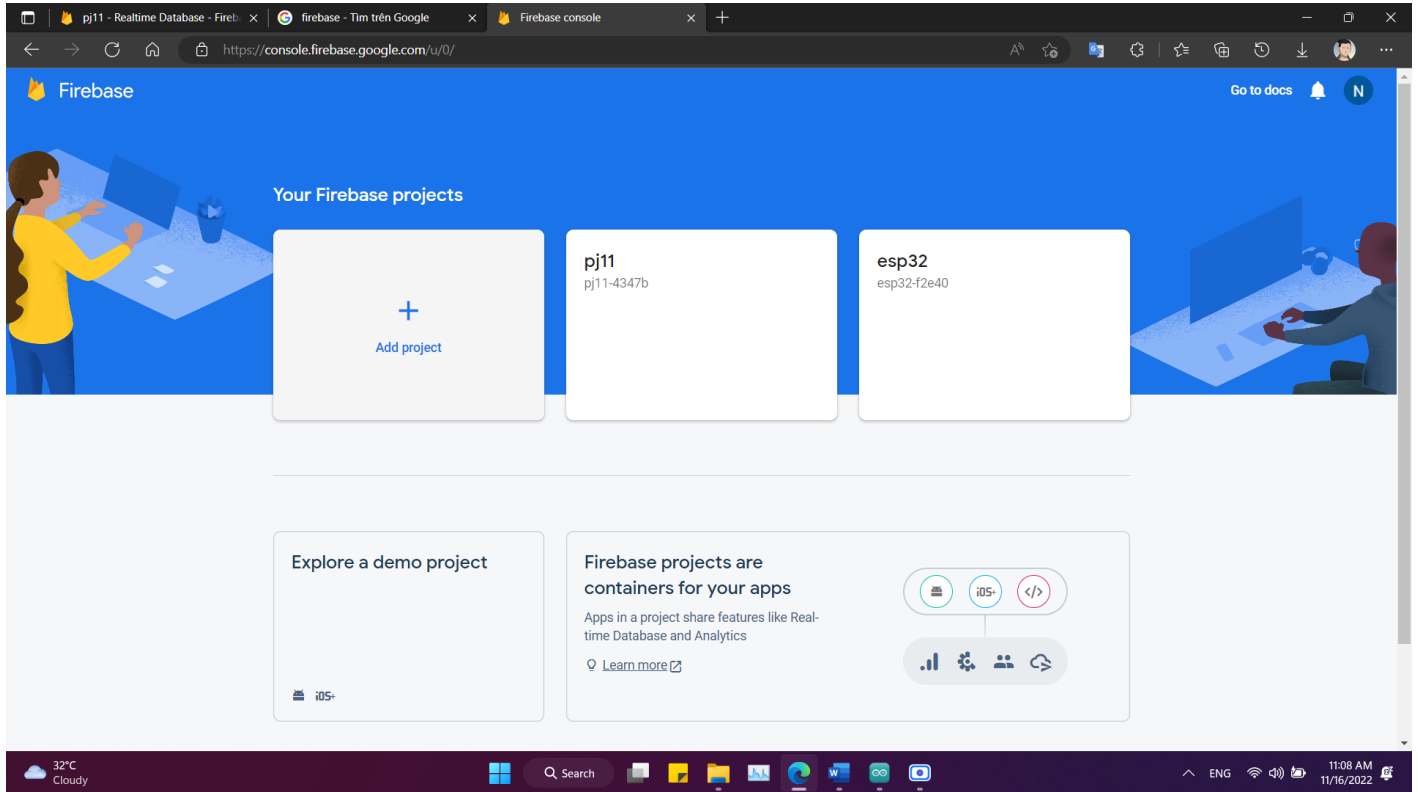 pj11 - Realtime Database - Fireb
firebase - Tìm trên Google
Firebase console
https://console.firebase.google.com/u/0/
Firebase
Go to docs
N
Your Firebase projects
Add project
pj11
pj11-4347b
esp32
esp32-f2e40
Explore a demo project
iOS+
Firebase projects are
containers for your apps
Apps in a project share features like Real-
time Database and Analytics
Learn more
iOS+
</>
32°C
Cloudy
Search
ENG
11:08 AM
11/16/2022